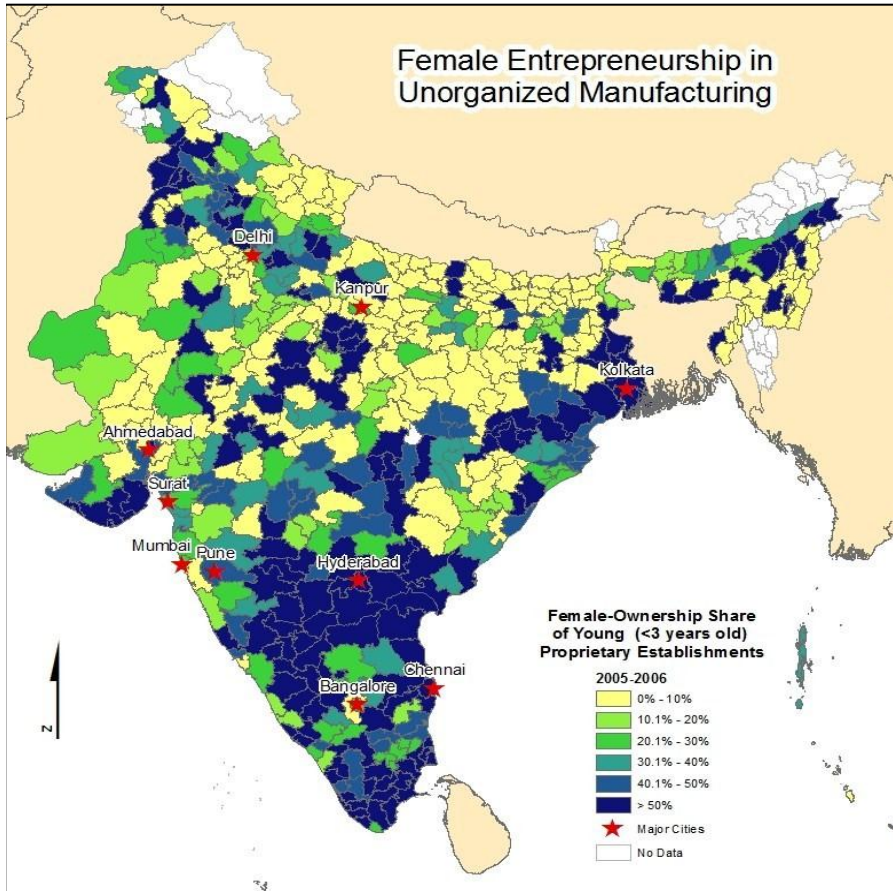 Female Entrepreneurship in
Unorganized Manufacturing
Delhi
Kanpur
Kolkata
Ahmedabad
Surat
Mumbai
Pune
Hyderabad
Chennai
Bangalore
N
Female-Ownership Share
of Young (<3 years old)
Proprietary Establishments
2005-2006
0% - 10%
10.1% - 20%
20.1% - 30%
30.1% - 40%
40.1% - 50%
> 50%
Major Cities
No Data